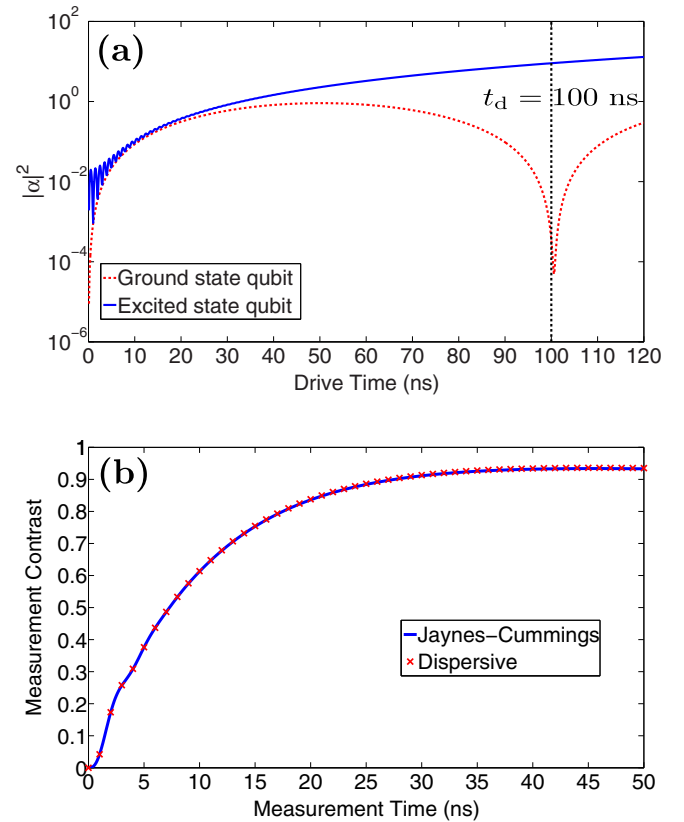 (a)
10^2
10^0
10^-2
10^-4
10^-6
|α|^2
t_d = 100 ns
Ground state qubit
Excited state qubit
0 10 20 30 40 50 60 70 80 90 100 110 120
Drive Time (ns)
(b)
1
0.9
0.8
0.7
0.6
0.5
0.4
0.3
0.2
0.1
0
Measurement Contrast
Jaynes−Cummings
Dispersive
0 5 10 15 20 25 30 35 40 45 50
Measurement Time (ns)